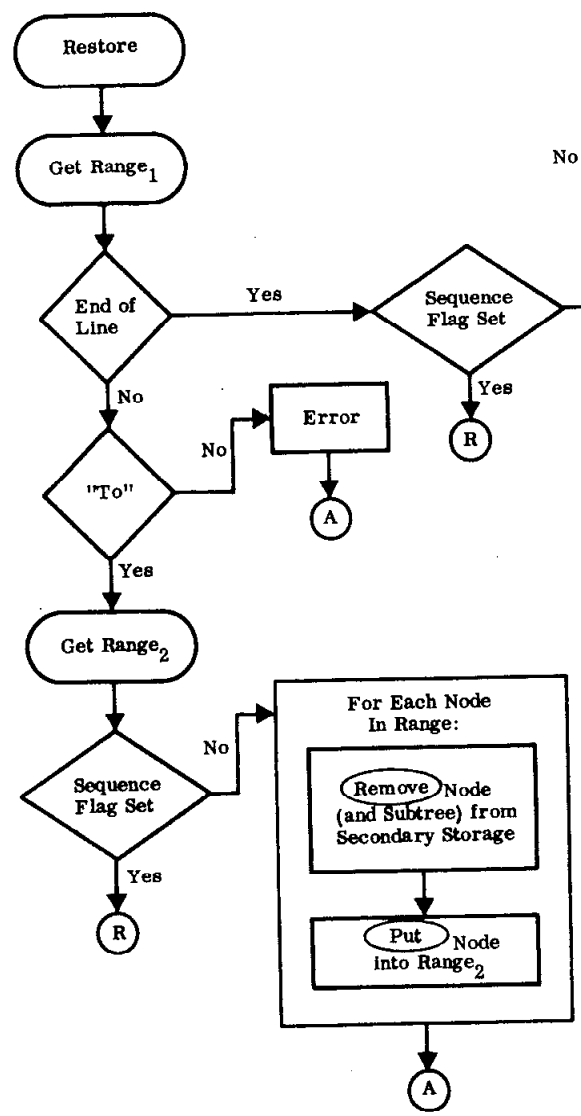 Restore
Get Range1
No
End of
Line
Yes
Sequence
Flag Set
No
Yes
Error
R
No
"To"
A
Yes
Get Range2
For Each Node
In Range:
No
Sequence
Flag Set
Remove Node
(and Subtree) from
Secondary Storage
Yes
R
Put Node
into Range2
A